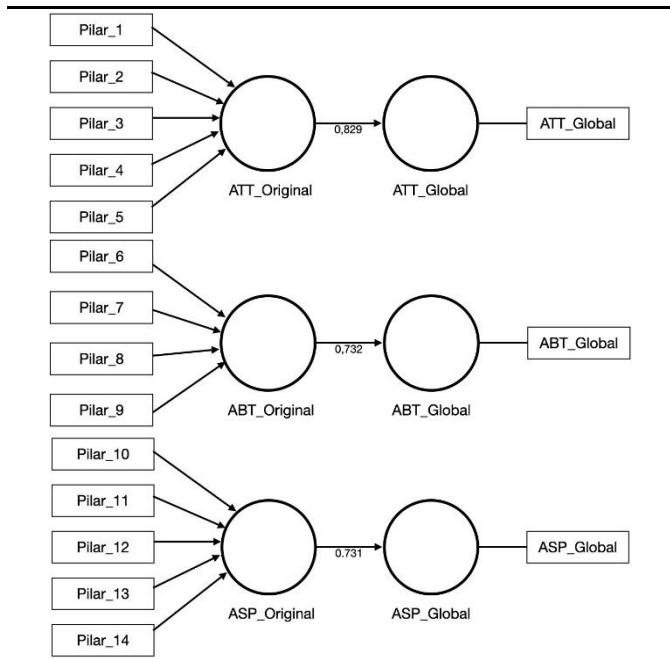 Pilar_1
Pilar_2
Pilar_3
Pilar_4
Pilar_5
0,829
ATT_Original
ATT_Global
ATT_Global
Pilar_6
Pilar_7
Pilar_8
Pilar_9
0,732
ABT_Original
ABT_Global
ABT_Global
Pilar_10
Pilar_11
Pilar_12
Pilar_13
Pilar_14
0.731
ASP_Original
ASP_Global
ASP_Global